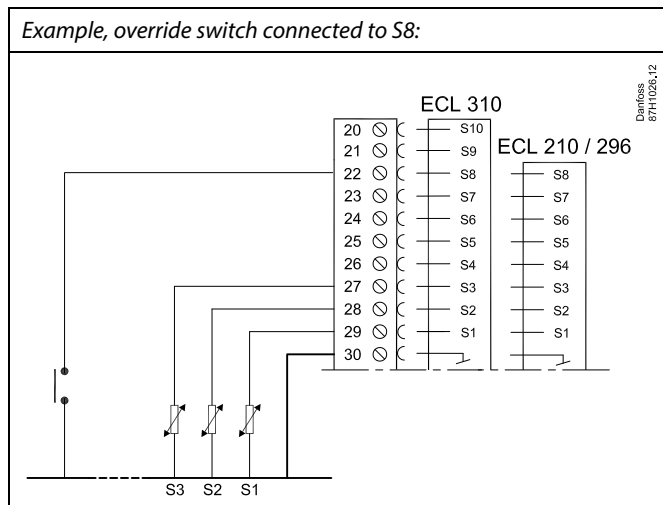 Example, override switch connected to S8:
Danfoss
87H1026.12
ECL 310
ECL 210 / 296
20 S10
21 S9
22 S8 S8
23 S7 S7
24 S6 S6
25 S5 S5
26 S4 S4
27 S3 S3
28 S2 S2
29 S1 S1
30
S3 S2 S1